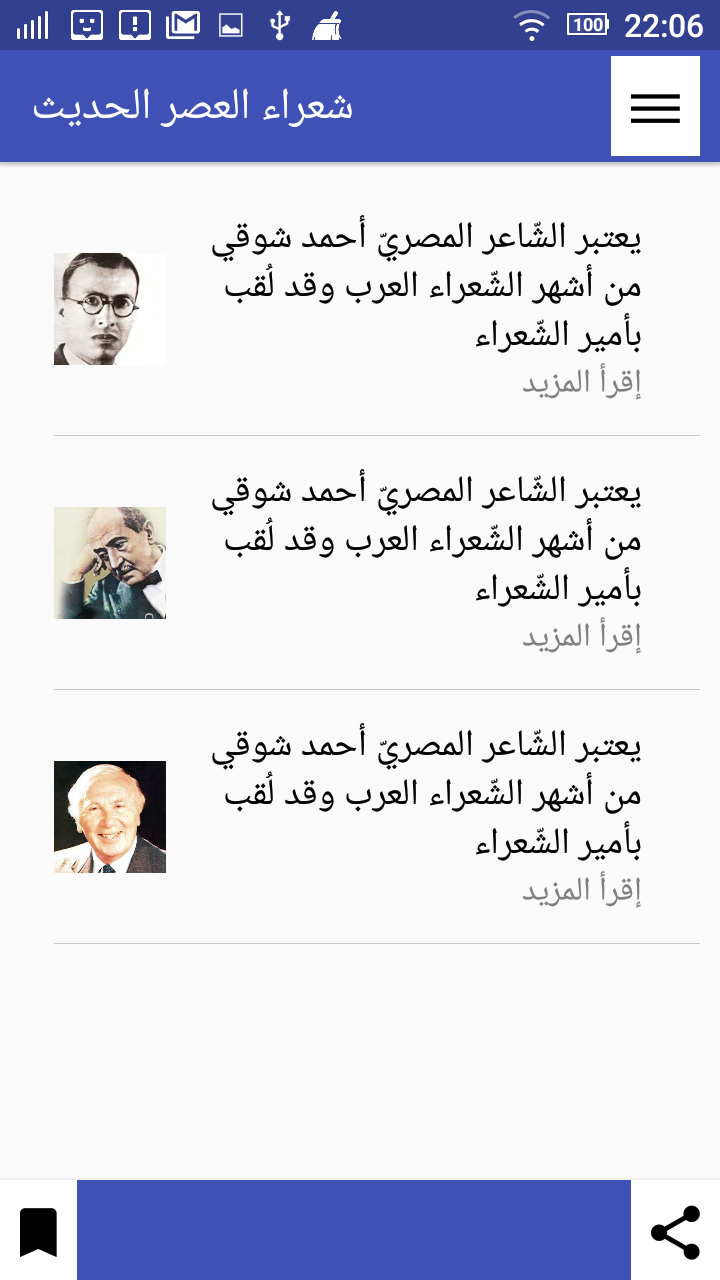 100 22:06
شعراء العصر الحديث
يعتبر الشّاعر المصريّ أحمد شوقي
من أشهر الشّعراء العرب وقد لُقب
بأمير الشّعراء
إقرأ المزيد
يعتبر الشّاعر المصريّ أحمد شوقي
من أشهر الشّعراء العرب وقد لُقب
بأمير الشّعراء
إقرأ المزيد
يعتبر الشّاعر المصريّ أحمد شوقي
من أشهر الشّعراء العرب وقد لُقب
بأمير الشّعراء
إقرأ المزيد